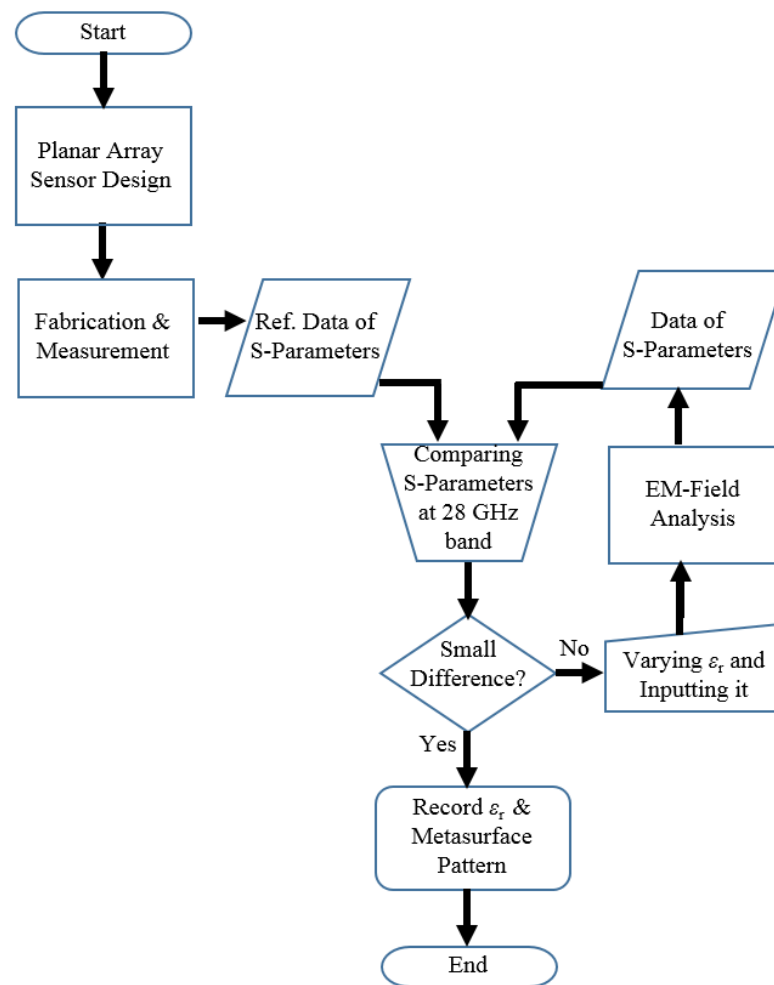 Start
Planar Array
Sensor Design
Fabrication &
Measurement
Ref. Data of
S-Parameters
Data of
S-Parameters
Comparing
S-Parameters
at 28 GHz
band
EM-Field
Analysis
Small
Difference?
No
Varying εr and
Inputting it
Yes
Record εr &
Metasurface
Pattern
End